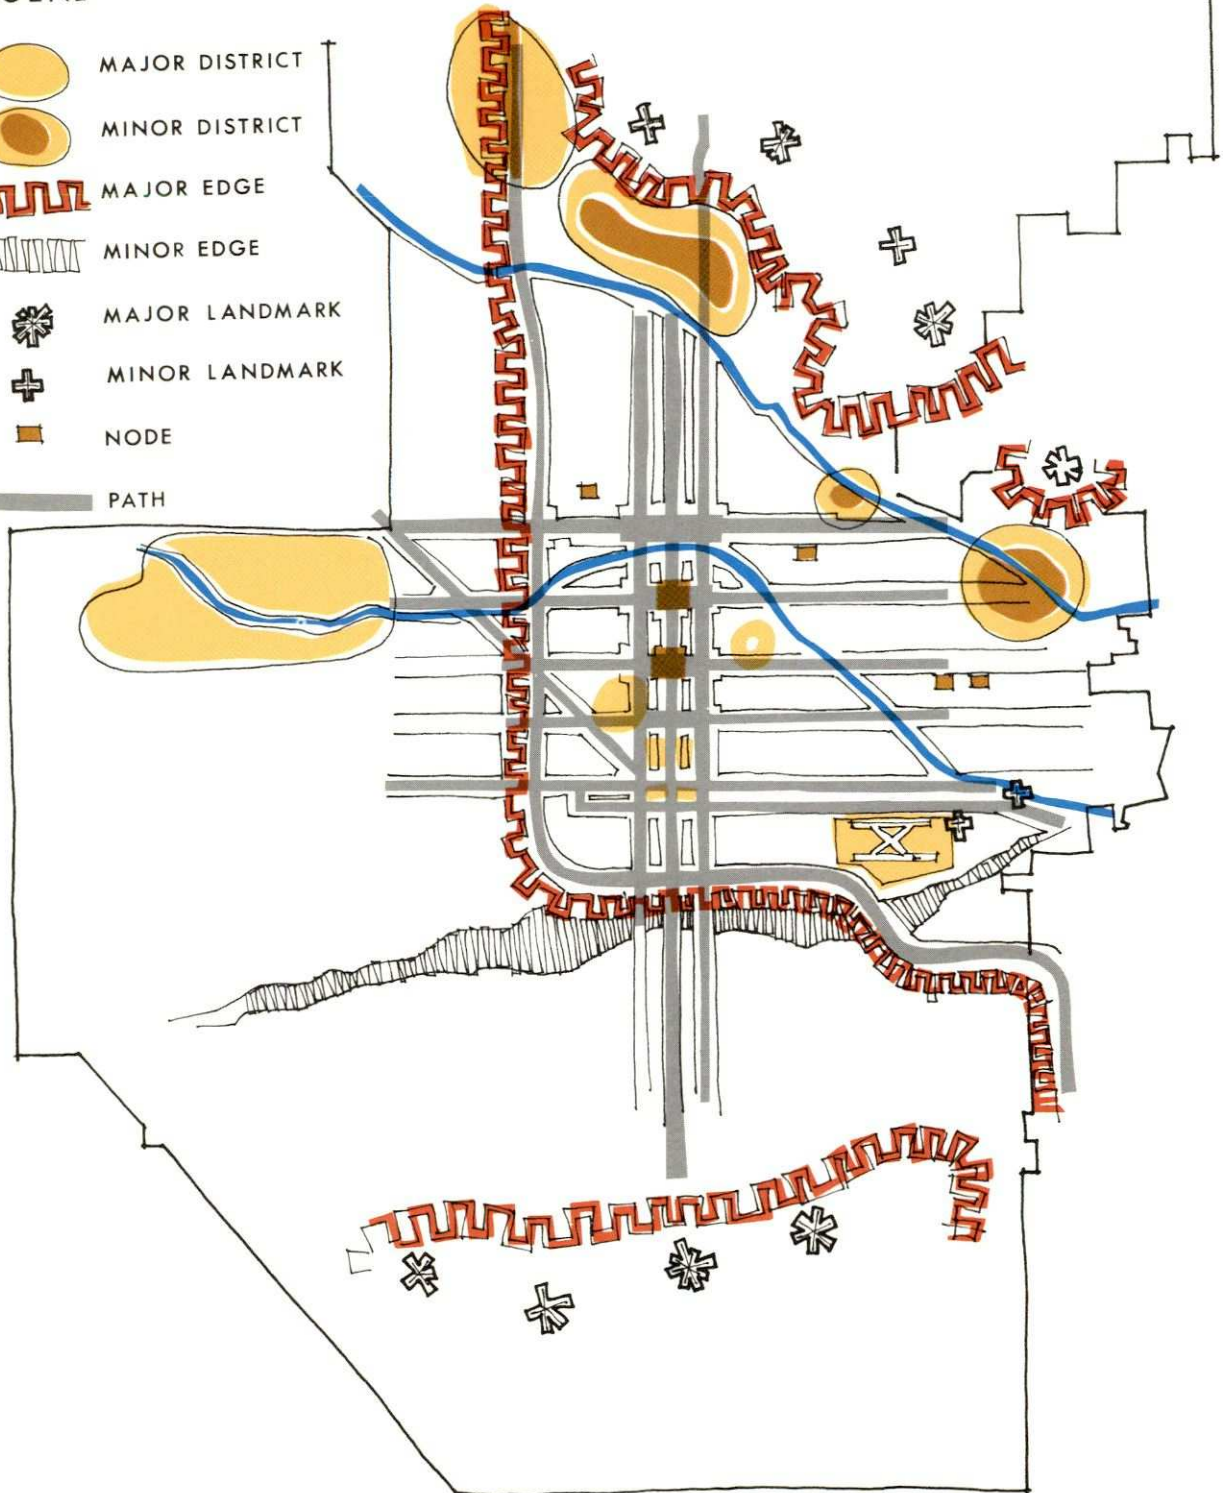 MAJOR DISTRICT
MINOR DISTRICT
MAJOR EDGE
MINOR EDGE
MAJOR LANDMARK
MINOR LANDMARK
NODE
PATH